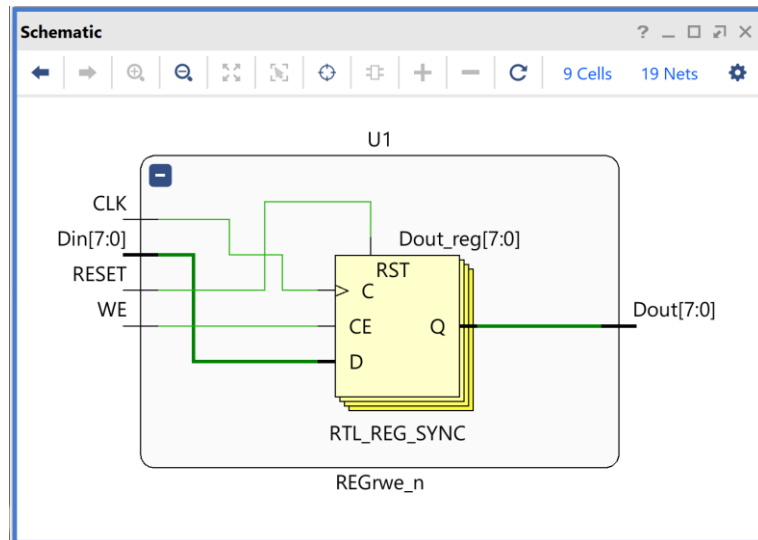 Schematic
9 Cells 19 Nets
U1
CLK
Din[7:0]
RESET
WE
Dout_reg[7:0]
RST
C
CE
D
Q
Dout[7:0]
RTL_REG_SYNC
REGrwe_n